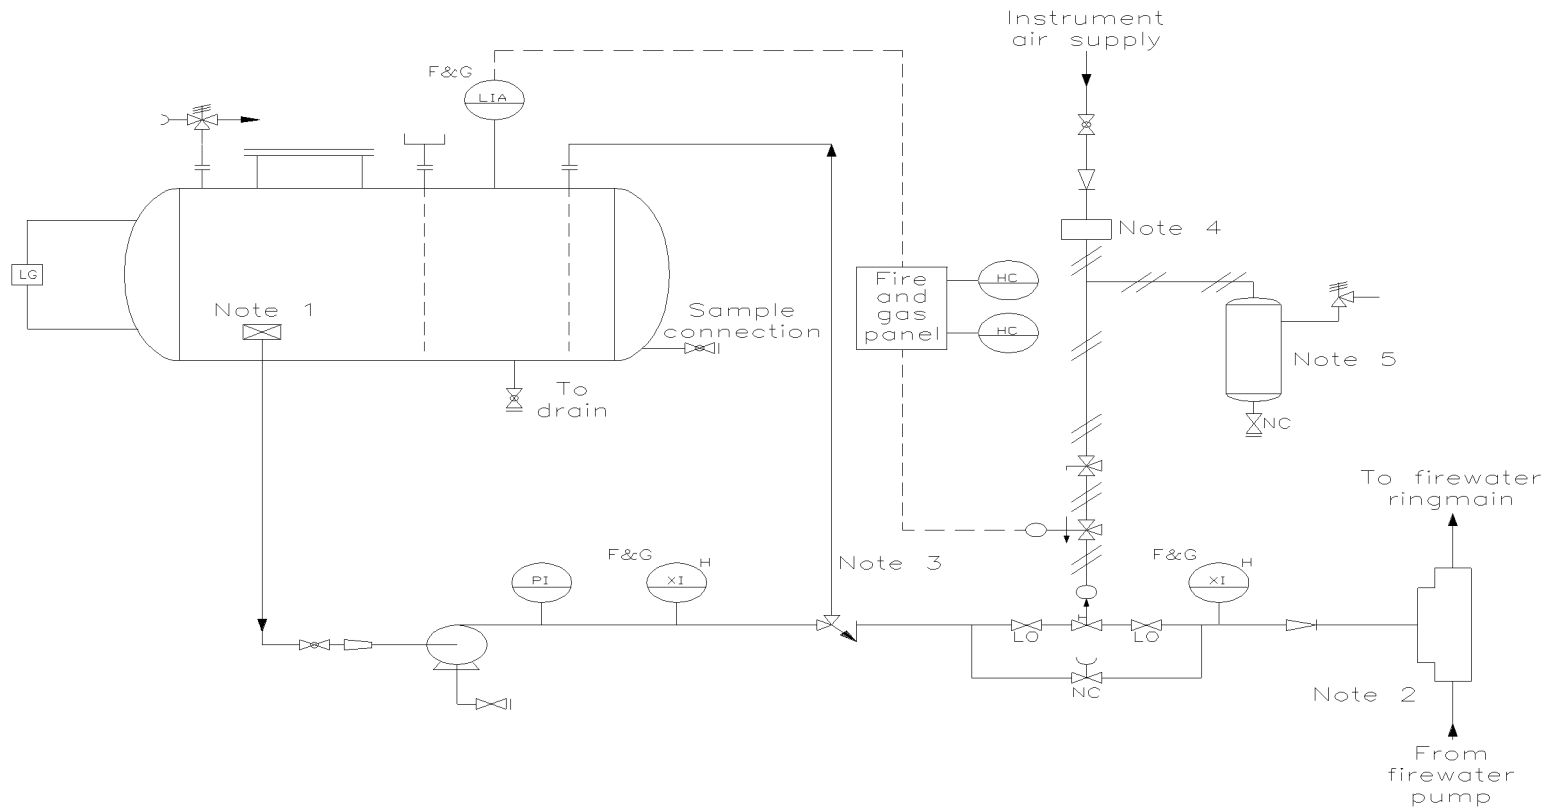 Instrument
air supply
F&G
LIA
Note 4
LG
Fire
and
gas
panel
HC
HC
Note 1
Sample
connection
Note 5
To
drain
NC
To firewater
ringmain
F&G
H
PI
XI
Note 3
F&G
H
XI
LO
LO
NC
Note 2
From
firewater
pump